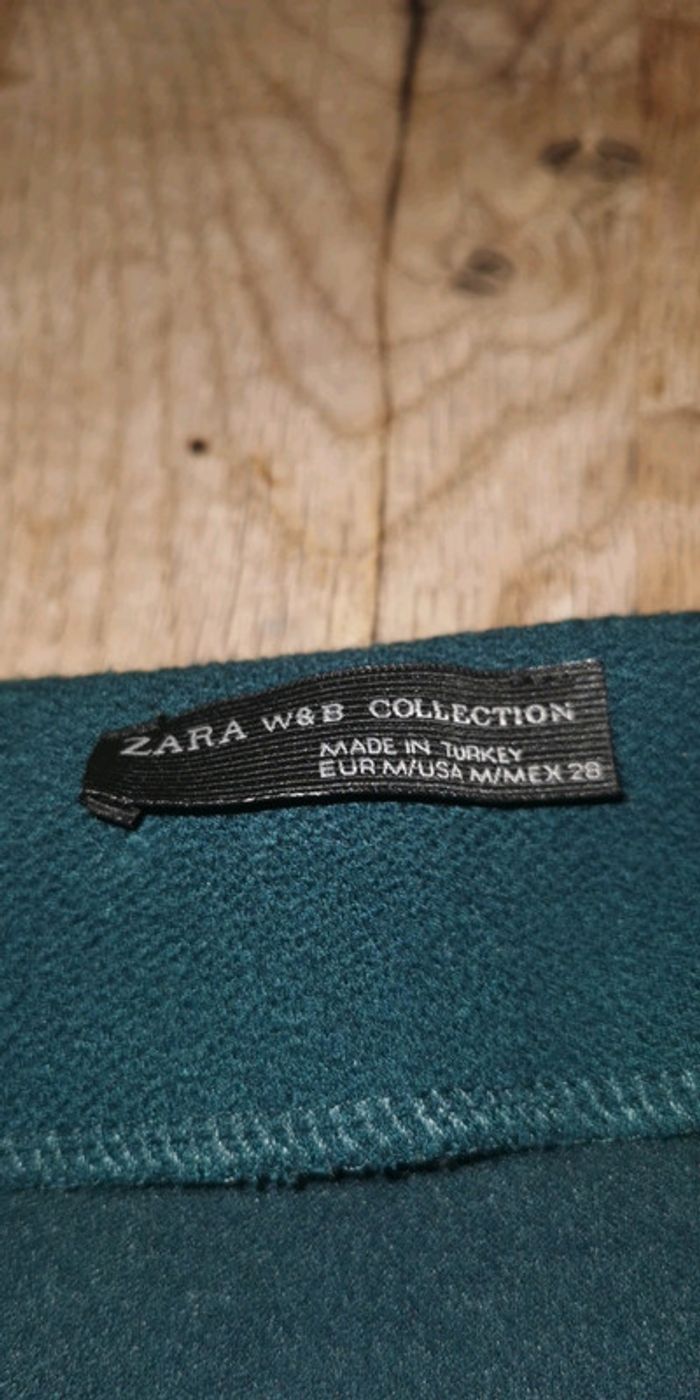 ZARA W&B COLLECTION
MADE IN TURKEY
EUR M/USA M/MEX 28